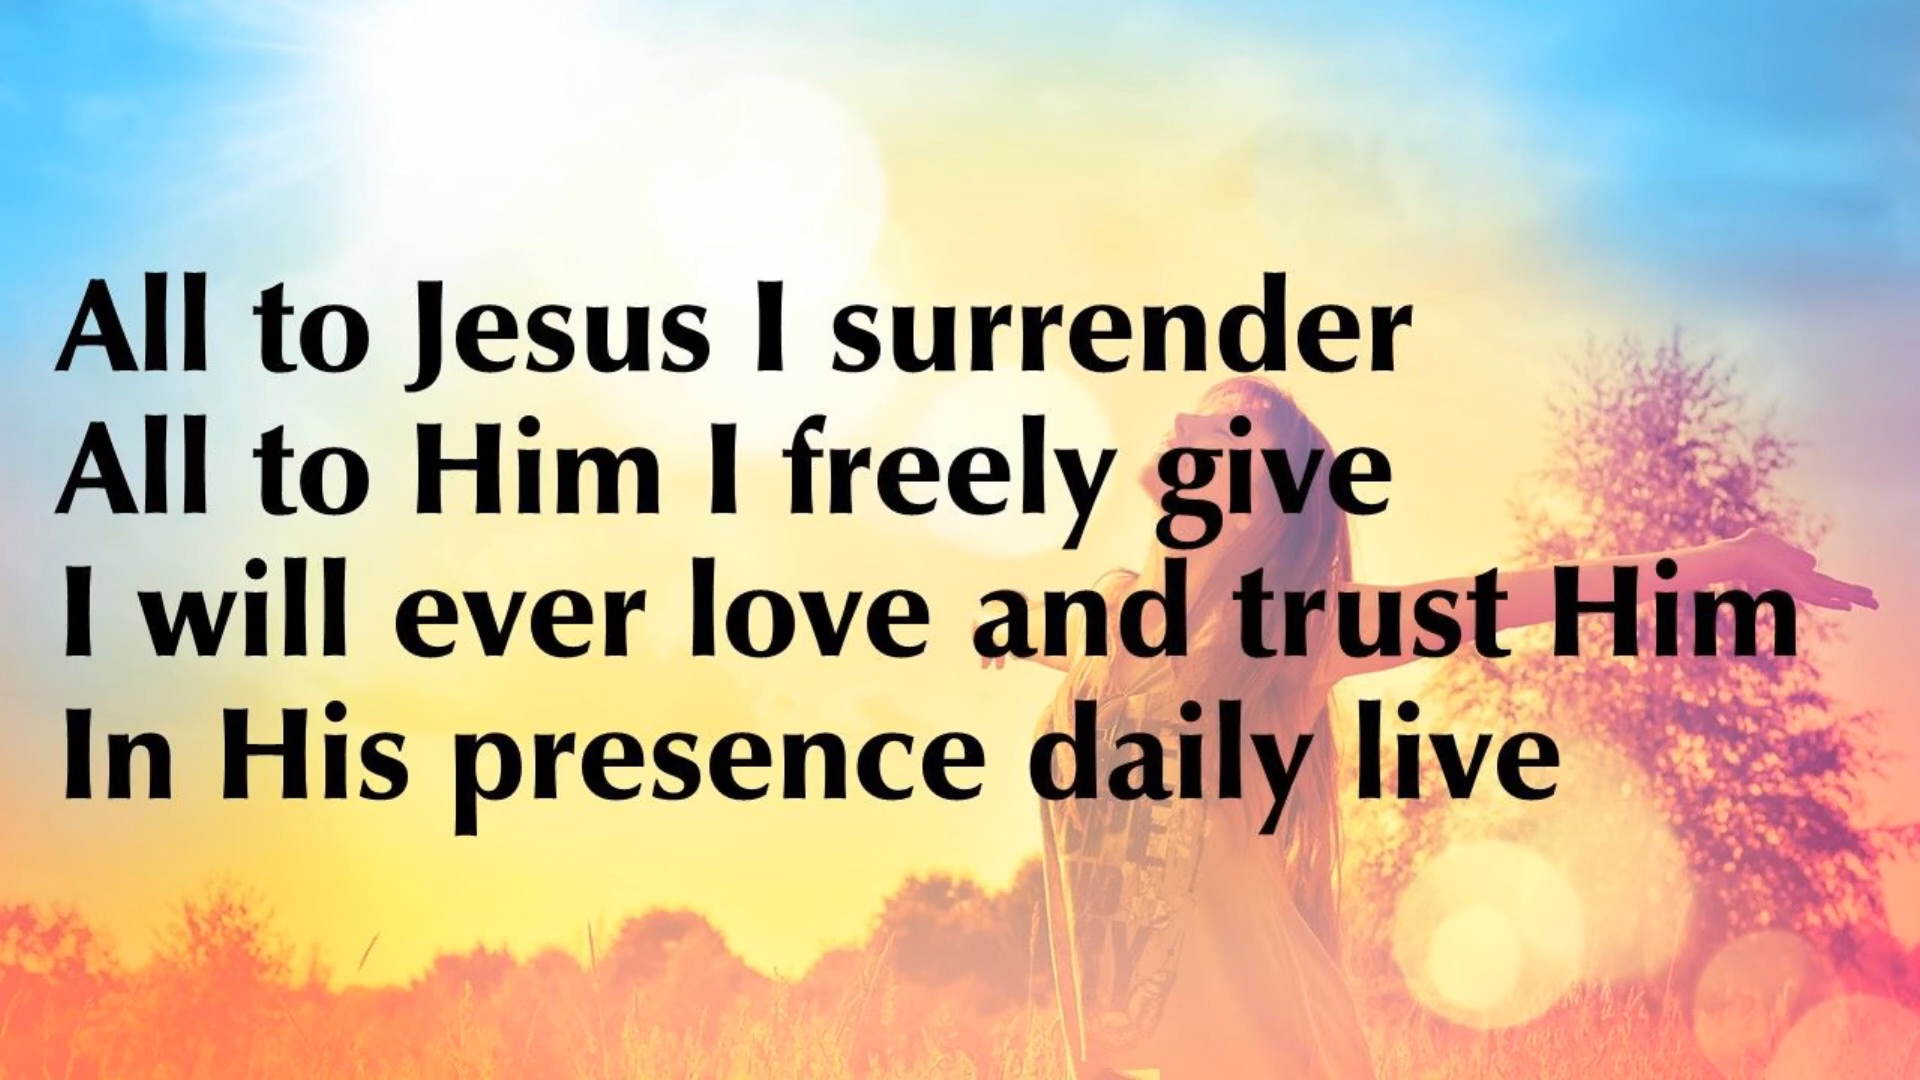 All to Jesus I surrender
All to Him I freely give
I will ever love and trust Him
In His presence daily live